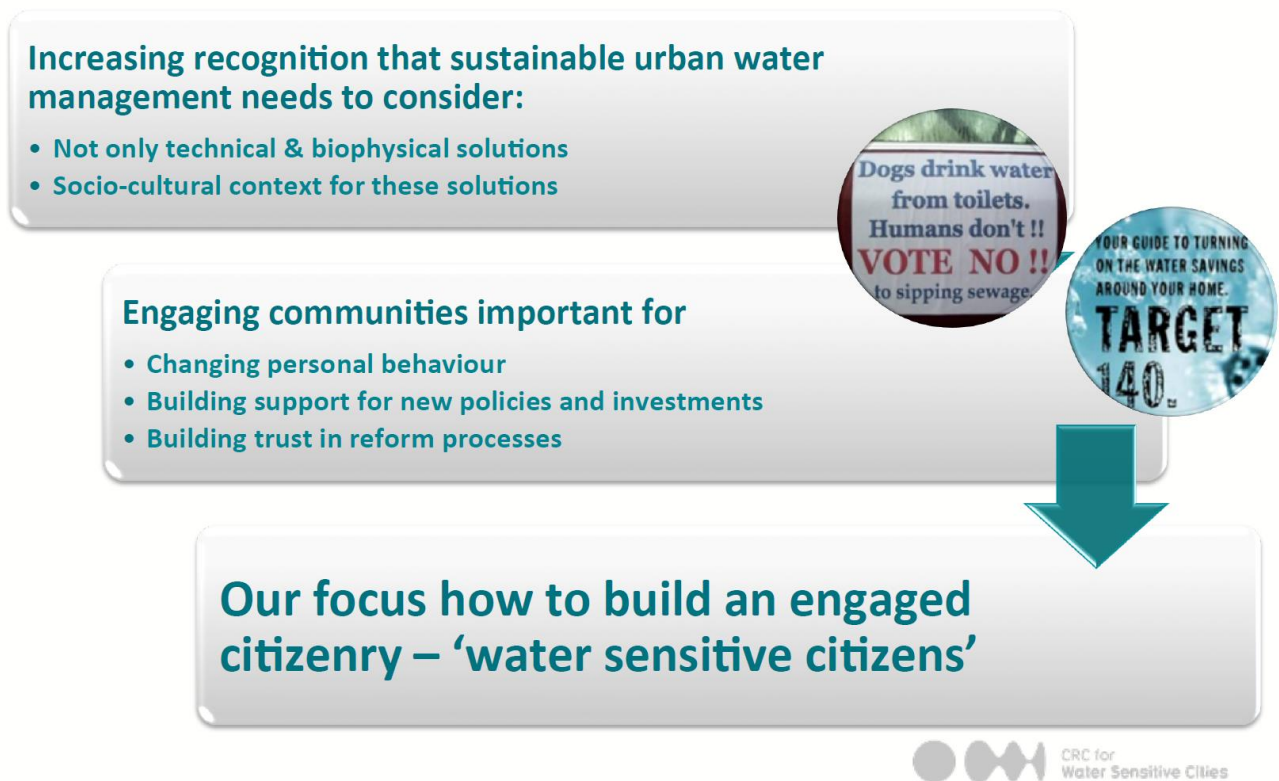 Increasing recognition that sustainable urban water
management needs to consider:
• Not only technical & biophysical solutions
• Socio-cultural context for these solutions
Dogs drink water
from toilets.
Humans don't !!
VOTE NO !!
to sipping sewage.
YOUR GUIDE TO TURNING
ON THE WATER SAVINGS
AROUND YOUR HOME.
TARGET
140.
Engaging communities important for
• Changing personal behaviour
• Building support for new policies and investments
• Building trust in reform processes
Our focus how to build an engaged
citizenry – ‘water sensitive citizens’
CRC for
Water Sensitive Cities